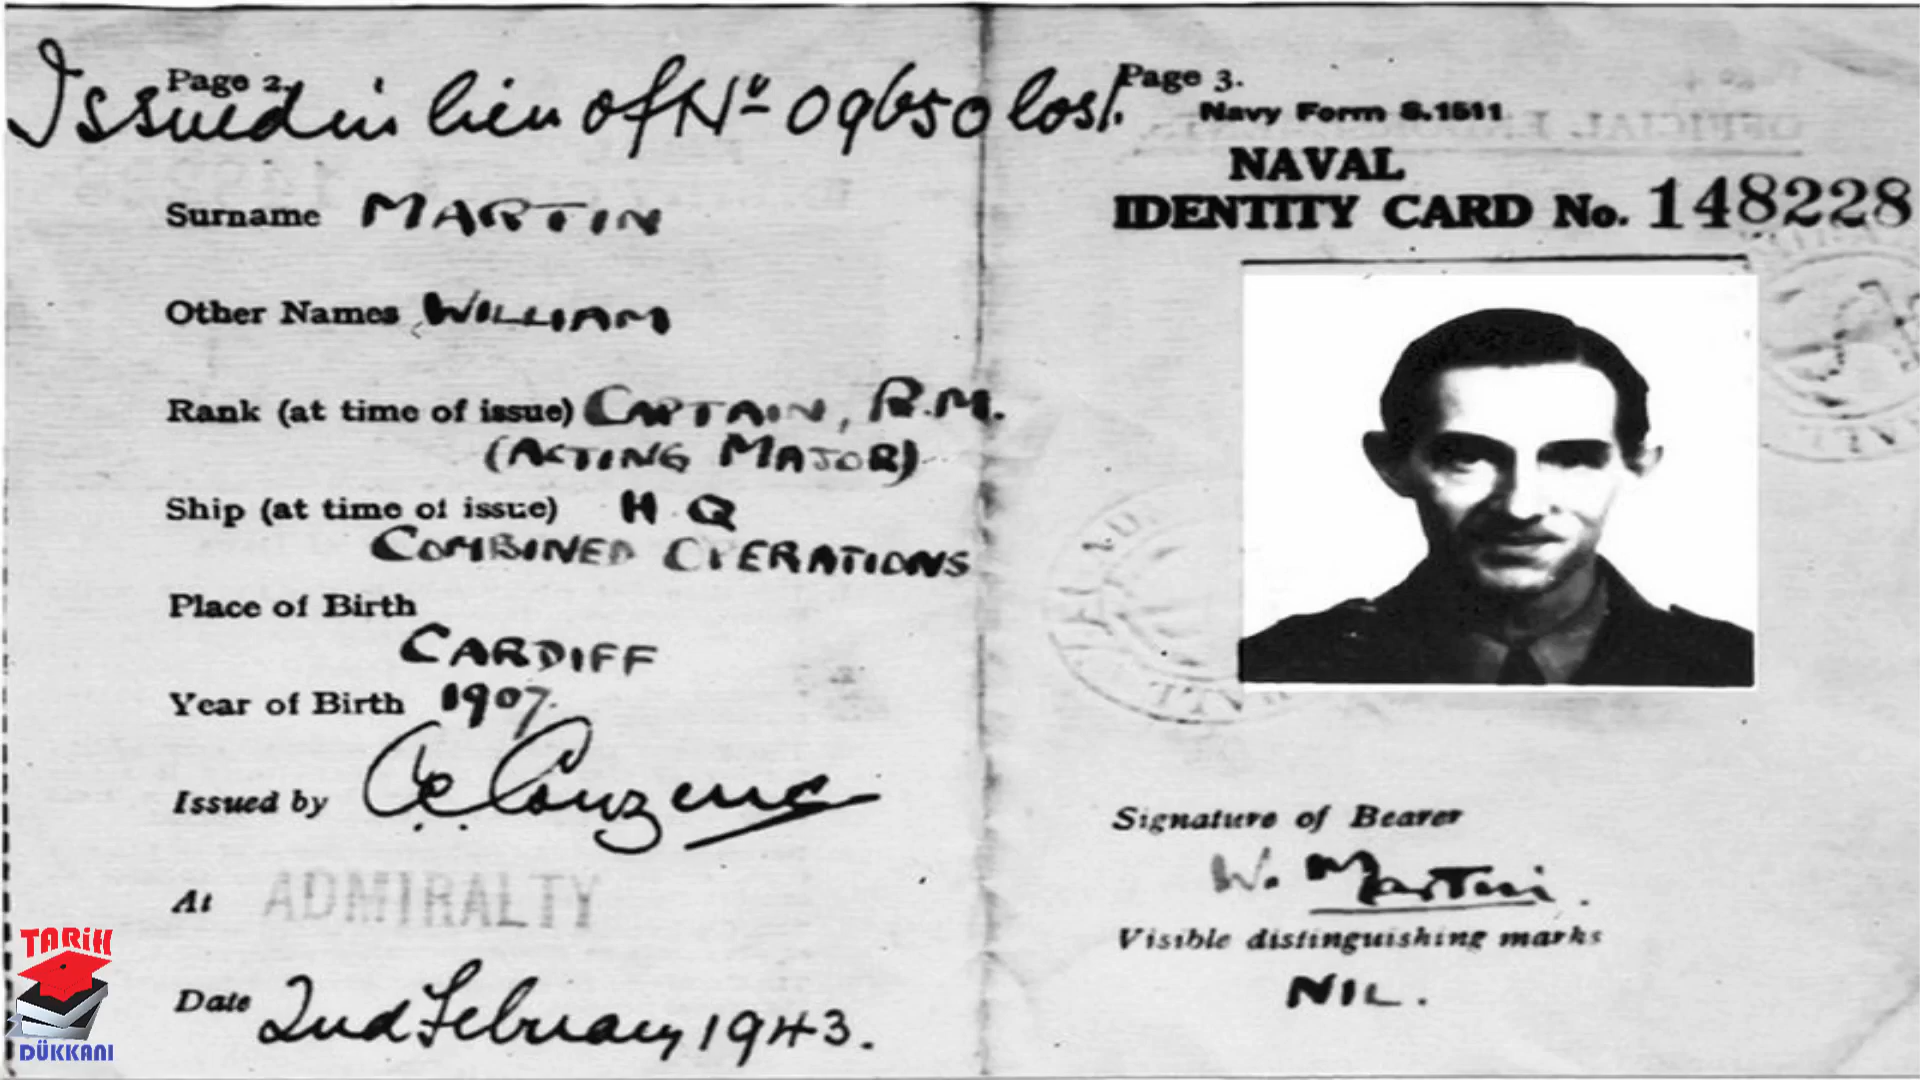 Page 2.
Issued in lieu of No 09650 lost.
Surname MARTIN
Other Names WILLIAM
Rank (at time of issue) CAPTAIN, R.M.
(ACTING MAJOR)
Ship (at time of issue) H Q
COMBINED OPERATIONS
Place of Birth
CARDIFF
Year of Birth 1907.
Issued by
At ADMIRALTY
Date 2nd February 1943.
Page 3.
Navy Form S.1511
NAVAL
IDENTITY CARD No. 148228
Signature of Bearer
W. Martin.
Visible distinguishing marks
NIL.
TARİH
DÜKKANI